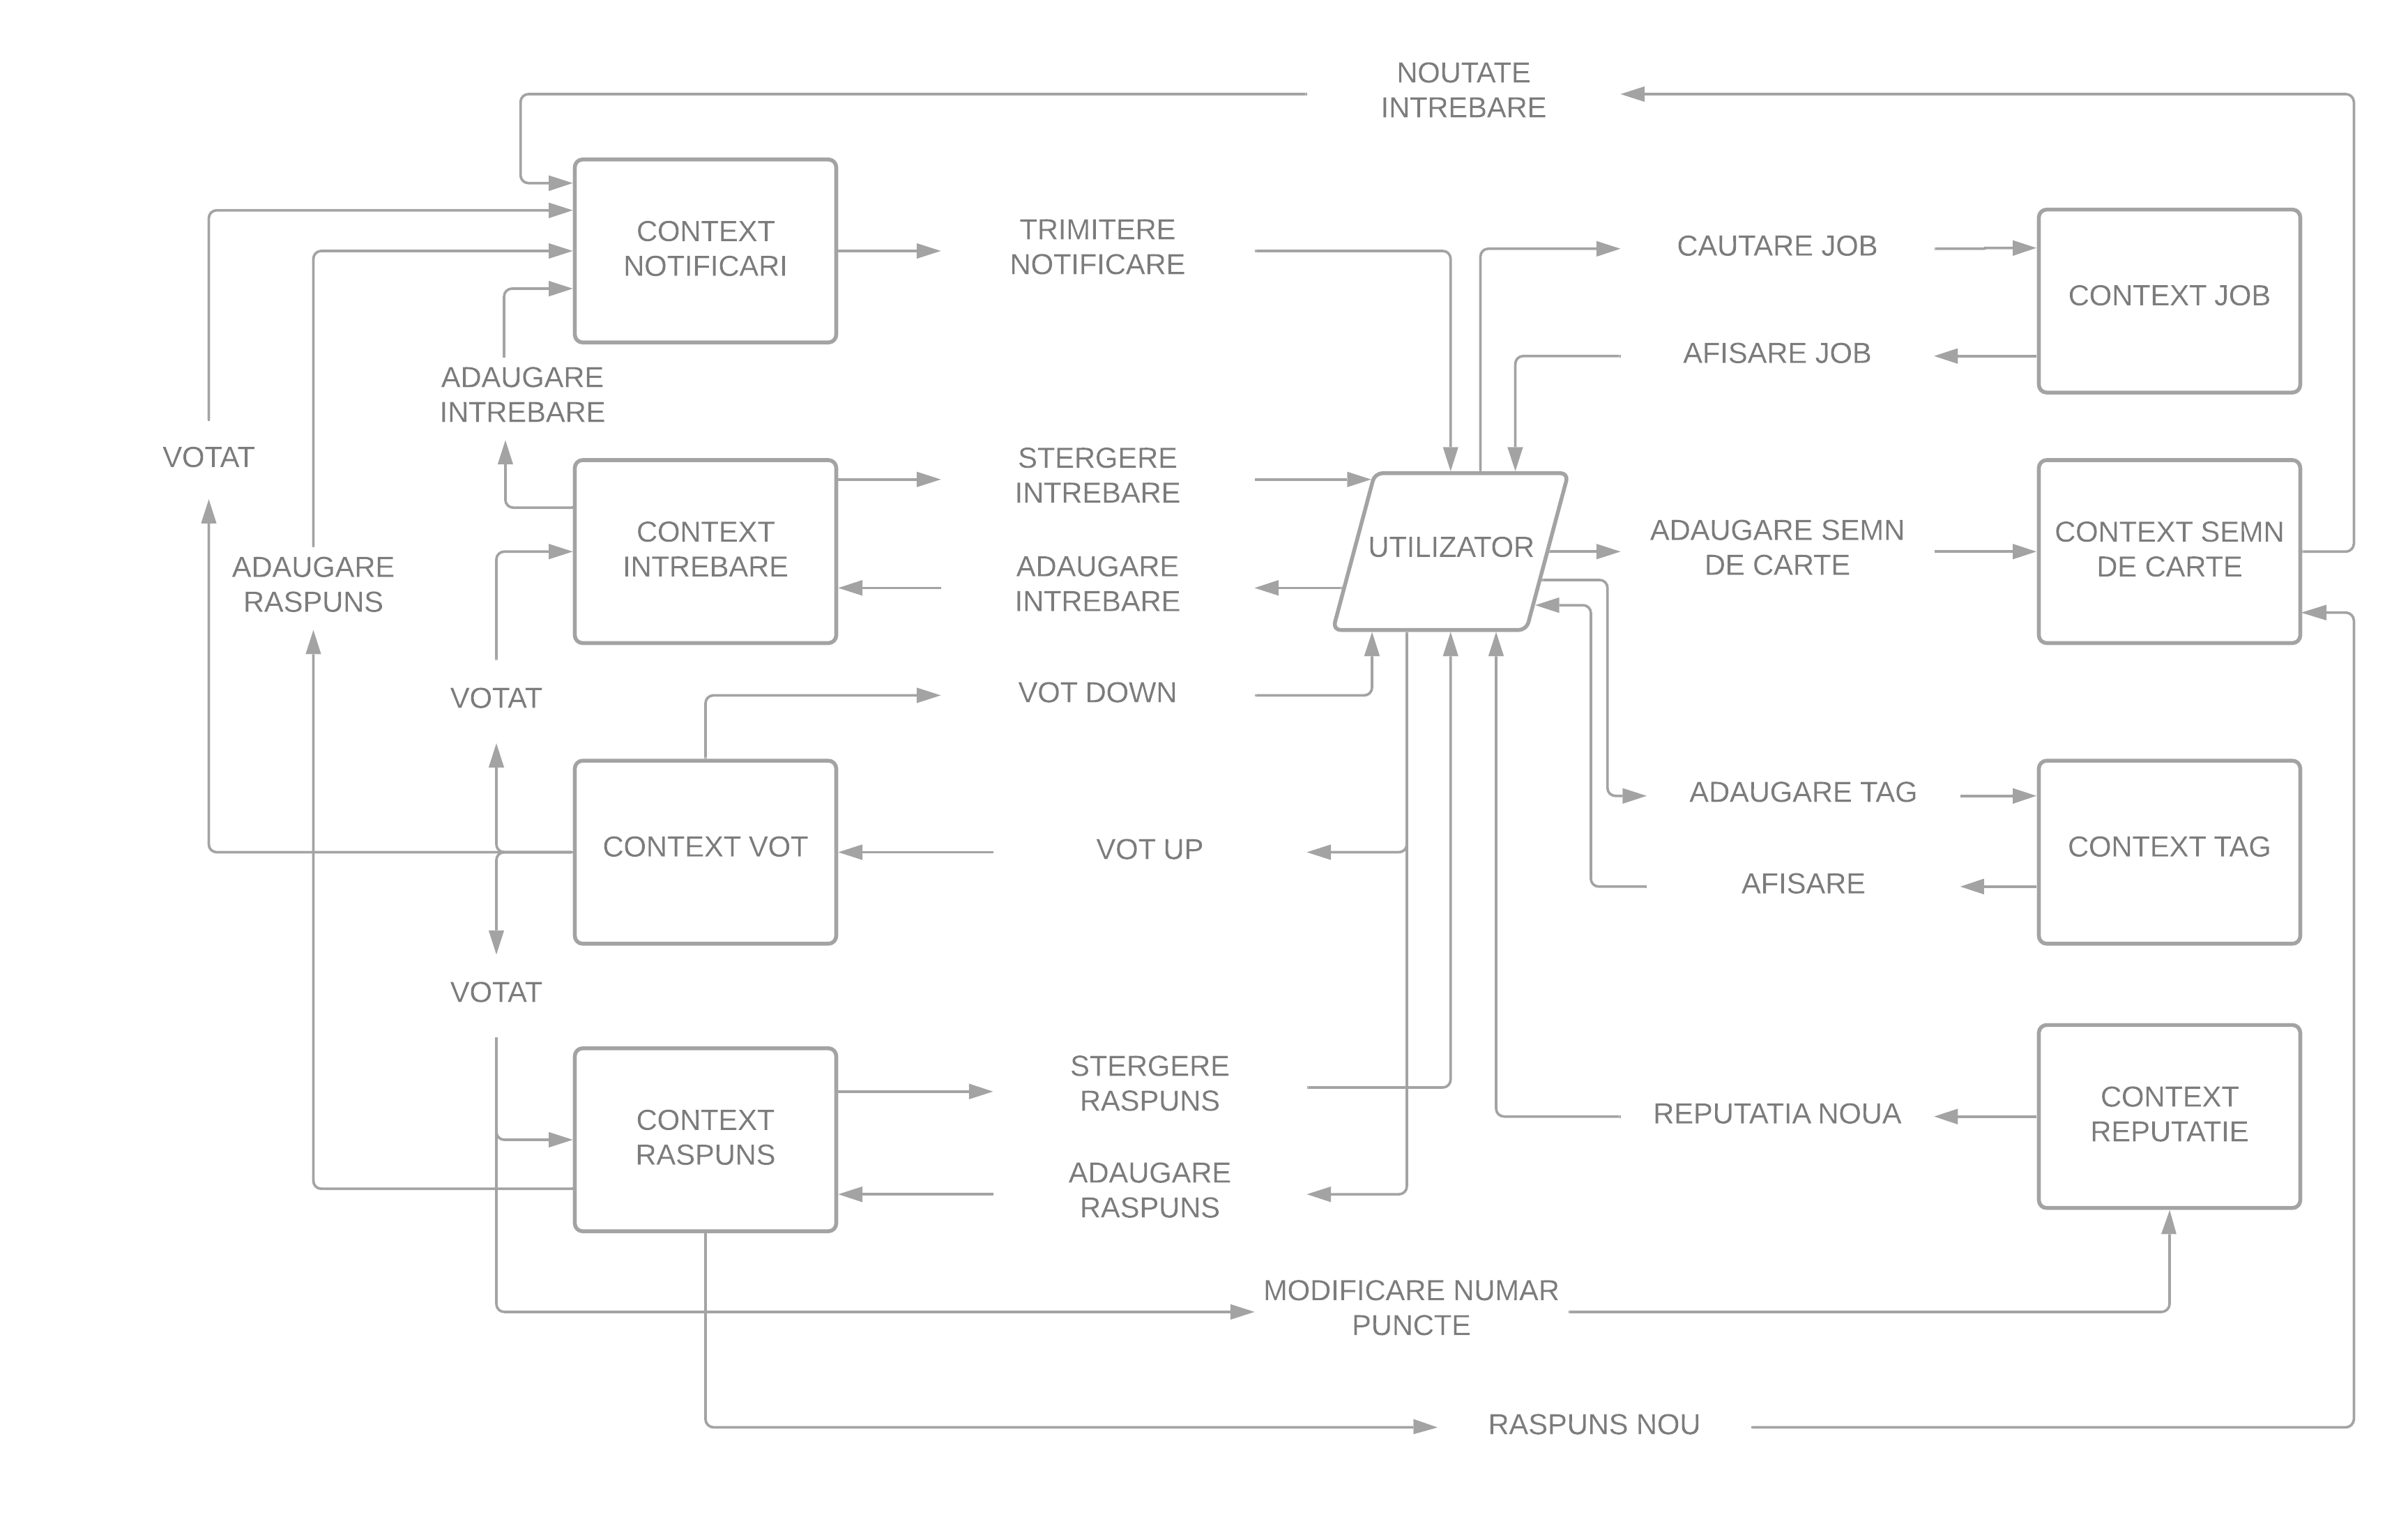 NOUTATE
INTREBARE
CONTEXT
NOTIFICARI
TRIMITERE
NOTIFICARE
CAUTARE JOB
CONTEXT JOB
AFISARE JOB
ADAUGARE
INTREBARE
VOTAT
STERGERE
INTREBARE
CONTEXT
INTREBARE
UTILIZATOR
ADAUGARE SEMN
DE CARTE
CONTEXT SEMN
DE CARTE
ADAUGARE
RASPUNS
ADAUGARE
INTREBARE
VOTAT
VOT DOWN
ADAUGARE TAG
CONTEXT VOT
VOT UP
CONTEXT TAG
AFISARE
VOTAT
STERGERE
RASPUNS
CONTEXT
RASPUNS
REPUTATIA NOUA
CONTEXT
REPUTATIE
ADAUGARE
RASPUNS
MODIFICARE NUMAR
PUNCTE
RASPUNS NOU